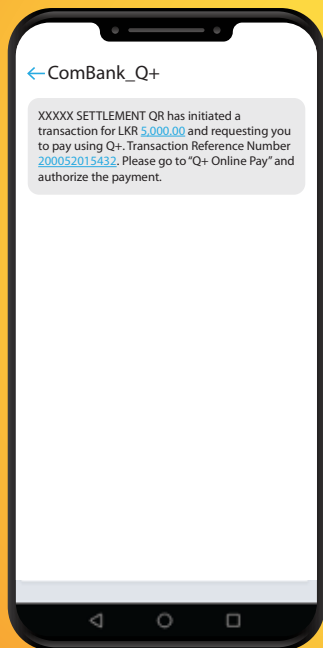 ComBank_Q+
XXXXX SETTLEMENT QR has initiated a
transaction for LKR 5,000.00 and requesting you
to pay using Q+. Transaction Reference Number
200052015432. Please go to “Q+ Online Pay” and
authorize the payment.